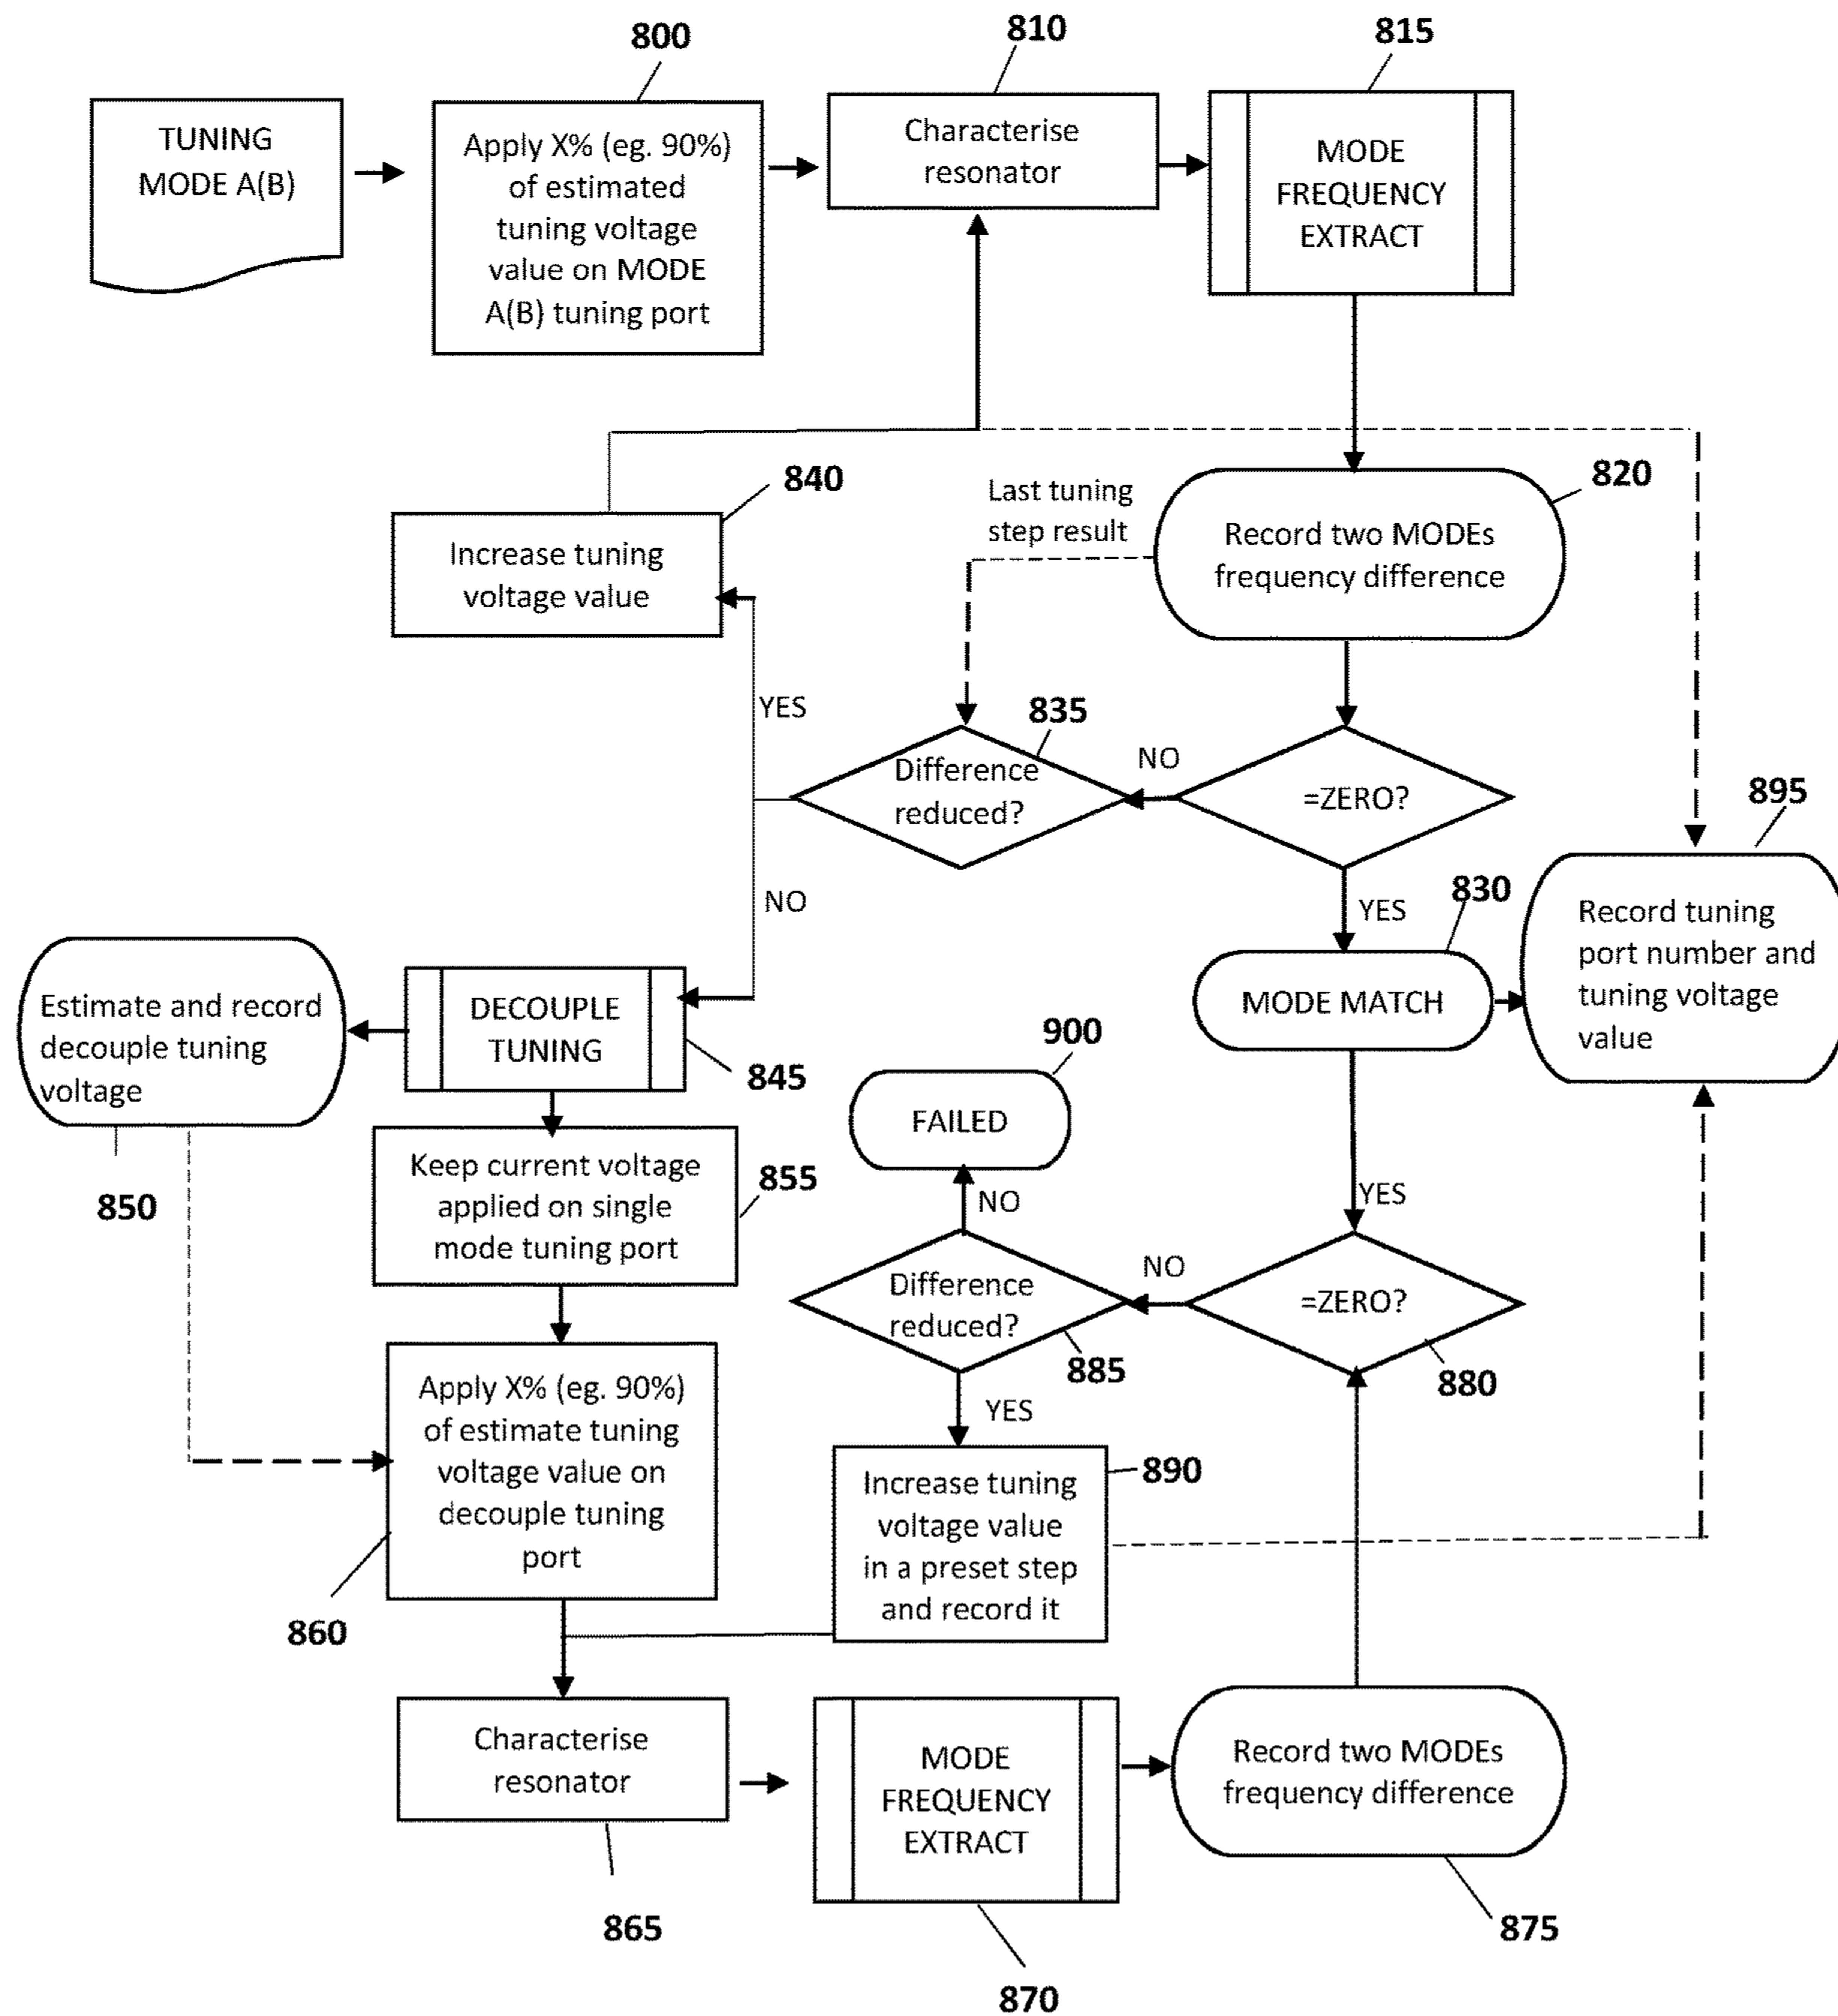 800
810
815
TUNING
MODE A(B)
Apply X% (eg. 90%)
of estimated
tuning voltage
value on MODE
A(B) tuning port
Characterise
resonator
MODE
FREQUENCY
EXTRACT
840
Last tuning
step result
820
Increase tuning
voltage value
Record two MODEs
frequency difference
YES
835
NO
Difference
reduced?
=ZERO?
895
NO
YES
830
Record tuning
port number and
tuning voltage
value
Estimate and record
decouple tuning
voltage
DECOUPLE
TUNING
MODE MATCH
845
900
850
FAILED
Keep current voltage
applied on single
mode tuning port
855
NO
YES
Difference
reduced?
NO
=ZERO?
885
880
Apply X% (eg. 90%)
of estimate tuning
voltage value on
decouple tuning
port
YES
890
Increase tuning
voltage value
in a preset step
and record it
860
Characterise
resonator
MODE
FREQUENCY
EXTRACT
Record two MODEs
frequency difference
865
870
875